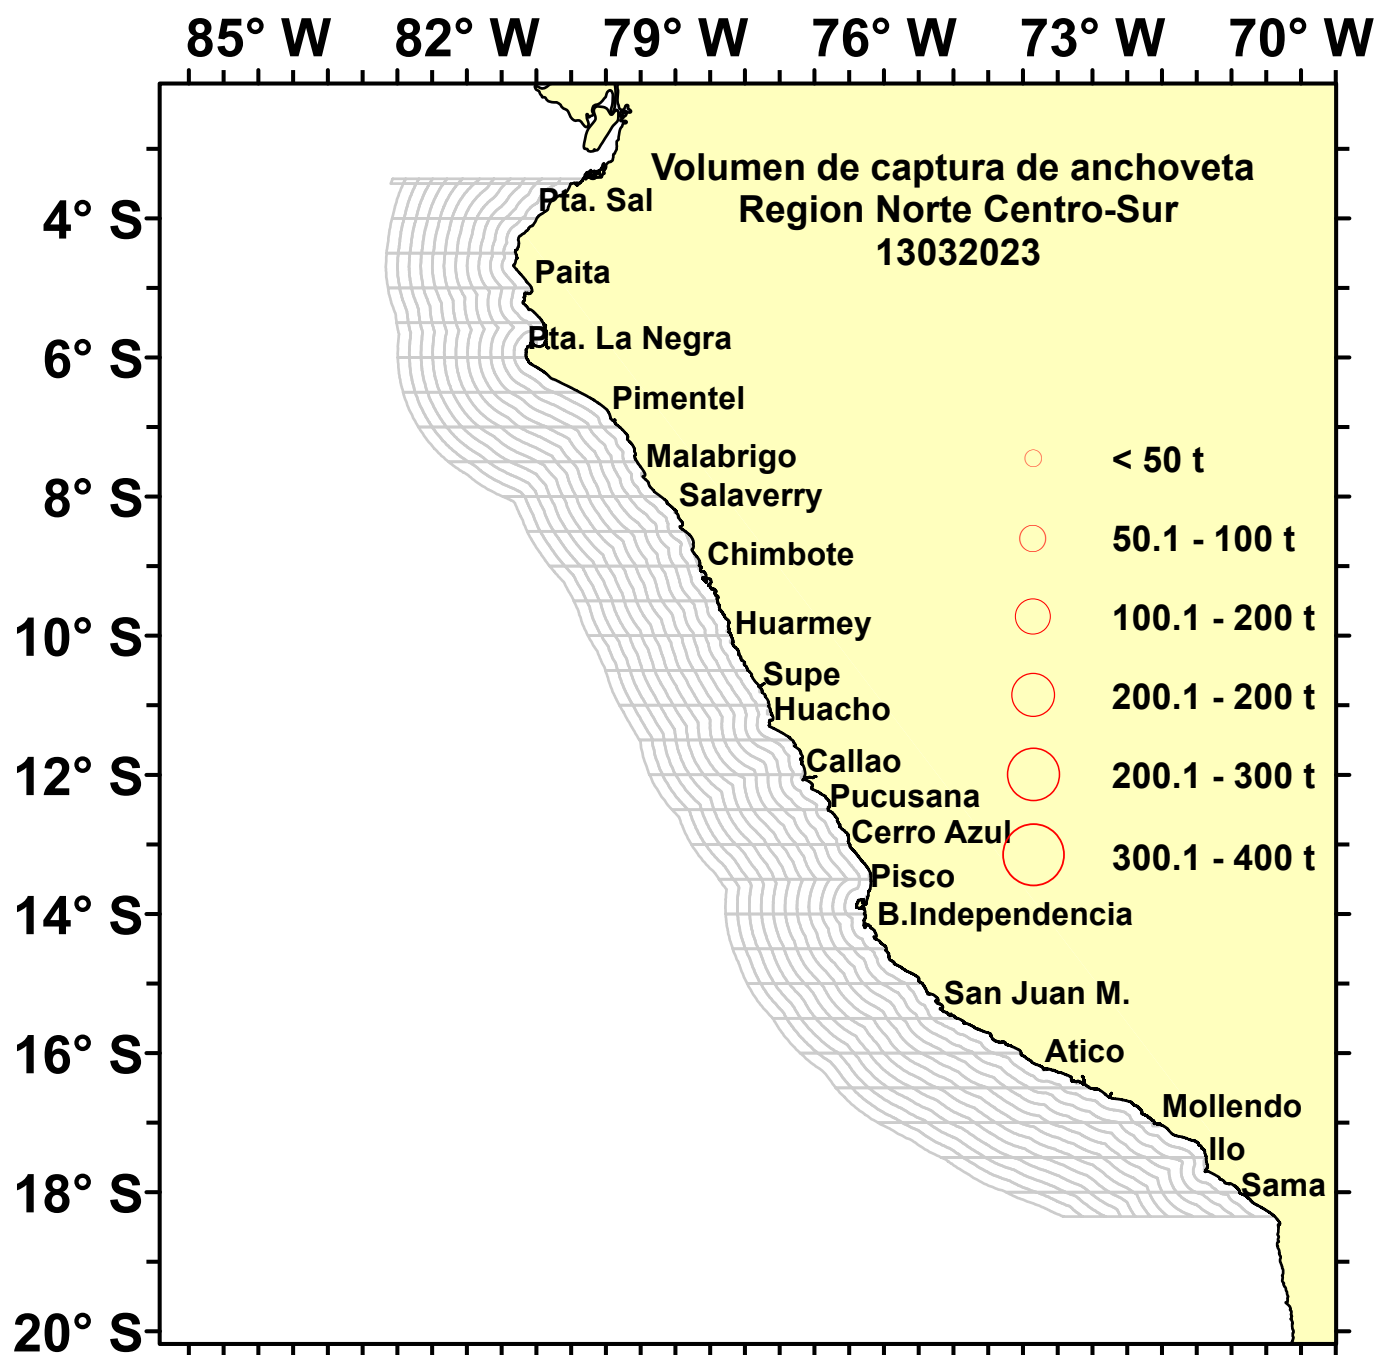 85° W 82° W 79° W 76° W 73° W 70° W
Volumen de captura de anchoveta
Region Norte Centro-Sur
13032023
4° S
6° S
8° S
10° S
12° S
14° S
16° S
18° S
20° S
Pta. Sal
Paita
Pta. La Negra
Pimentel
Malabrigo
Salaverry
Chimbote
Huarmey
Supe
Huacho
Callao
Pucusana
Cerro Azul
Pisco
B.Independencia
San Juan M.
Atico
Mollendo
Ilo
Sama
< 50 t
50.1 - 100 t
100.1 - 200 t
200.1 - 200 t
200.1 - 300 t
300.1 - 400 t